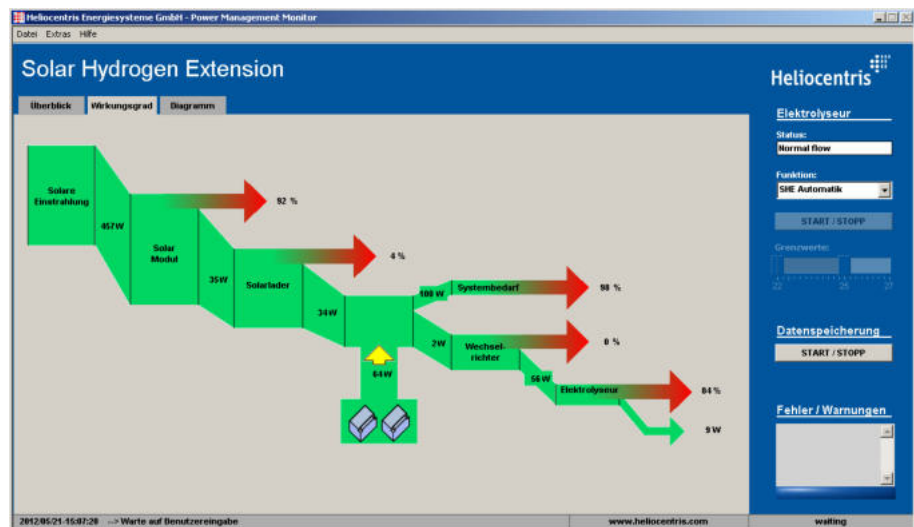 Heliocentris Energiesysteme GmbH - Power Management Monitor
Datei Extras Hilfe
Solar Hydrogen Extension
Heliocentris
Überblick
Wirkungsgrad
Diagramm
Solare
Einstrahlung
457W
Solar
Modul
92 %
35W
Solarlader
4 %
34W
64W
100 W
Systembedarf
98 %
2W
Wechsel-
richter
0 %
56W
Elektrolyseur
84 %
9 W
Elektrolyseur
Status:
Normal flow
Funktion:
SHE Automatik
START / STOPP
Grenzwerte:
22
27
Datenspeicherung
START / STOPP
Fehler / Warnungen
2012/05/21-15:07:20 --> Warte auf Benutzereingabe
www.heliocentris.com
waiting